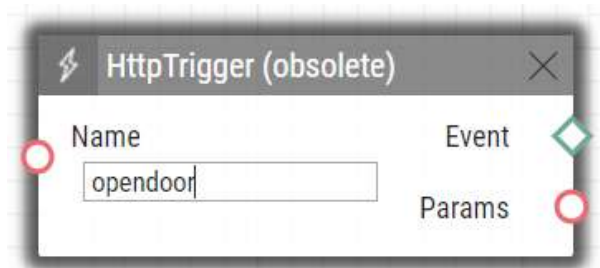 HttpTrigger (obsolete)
Name
Event
opendoor
Params